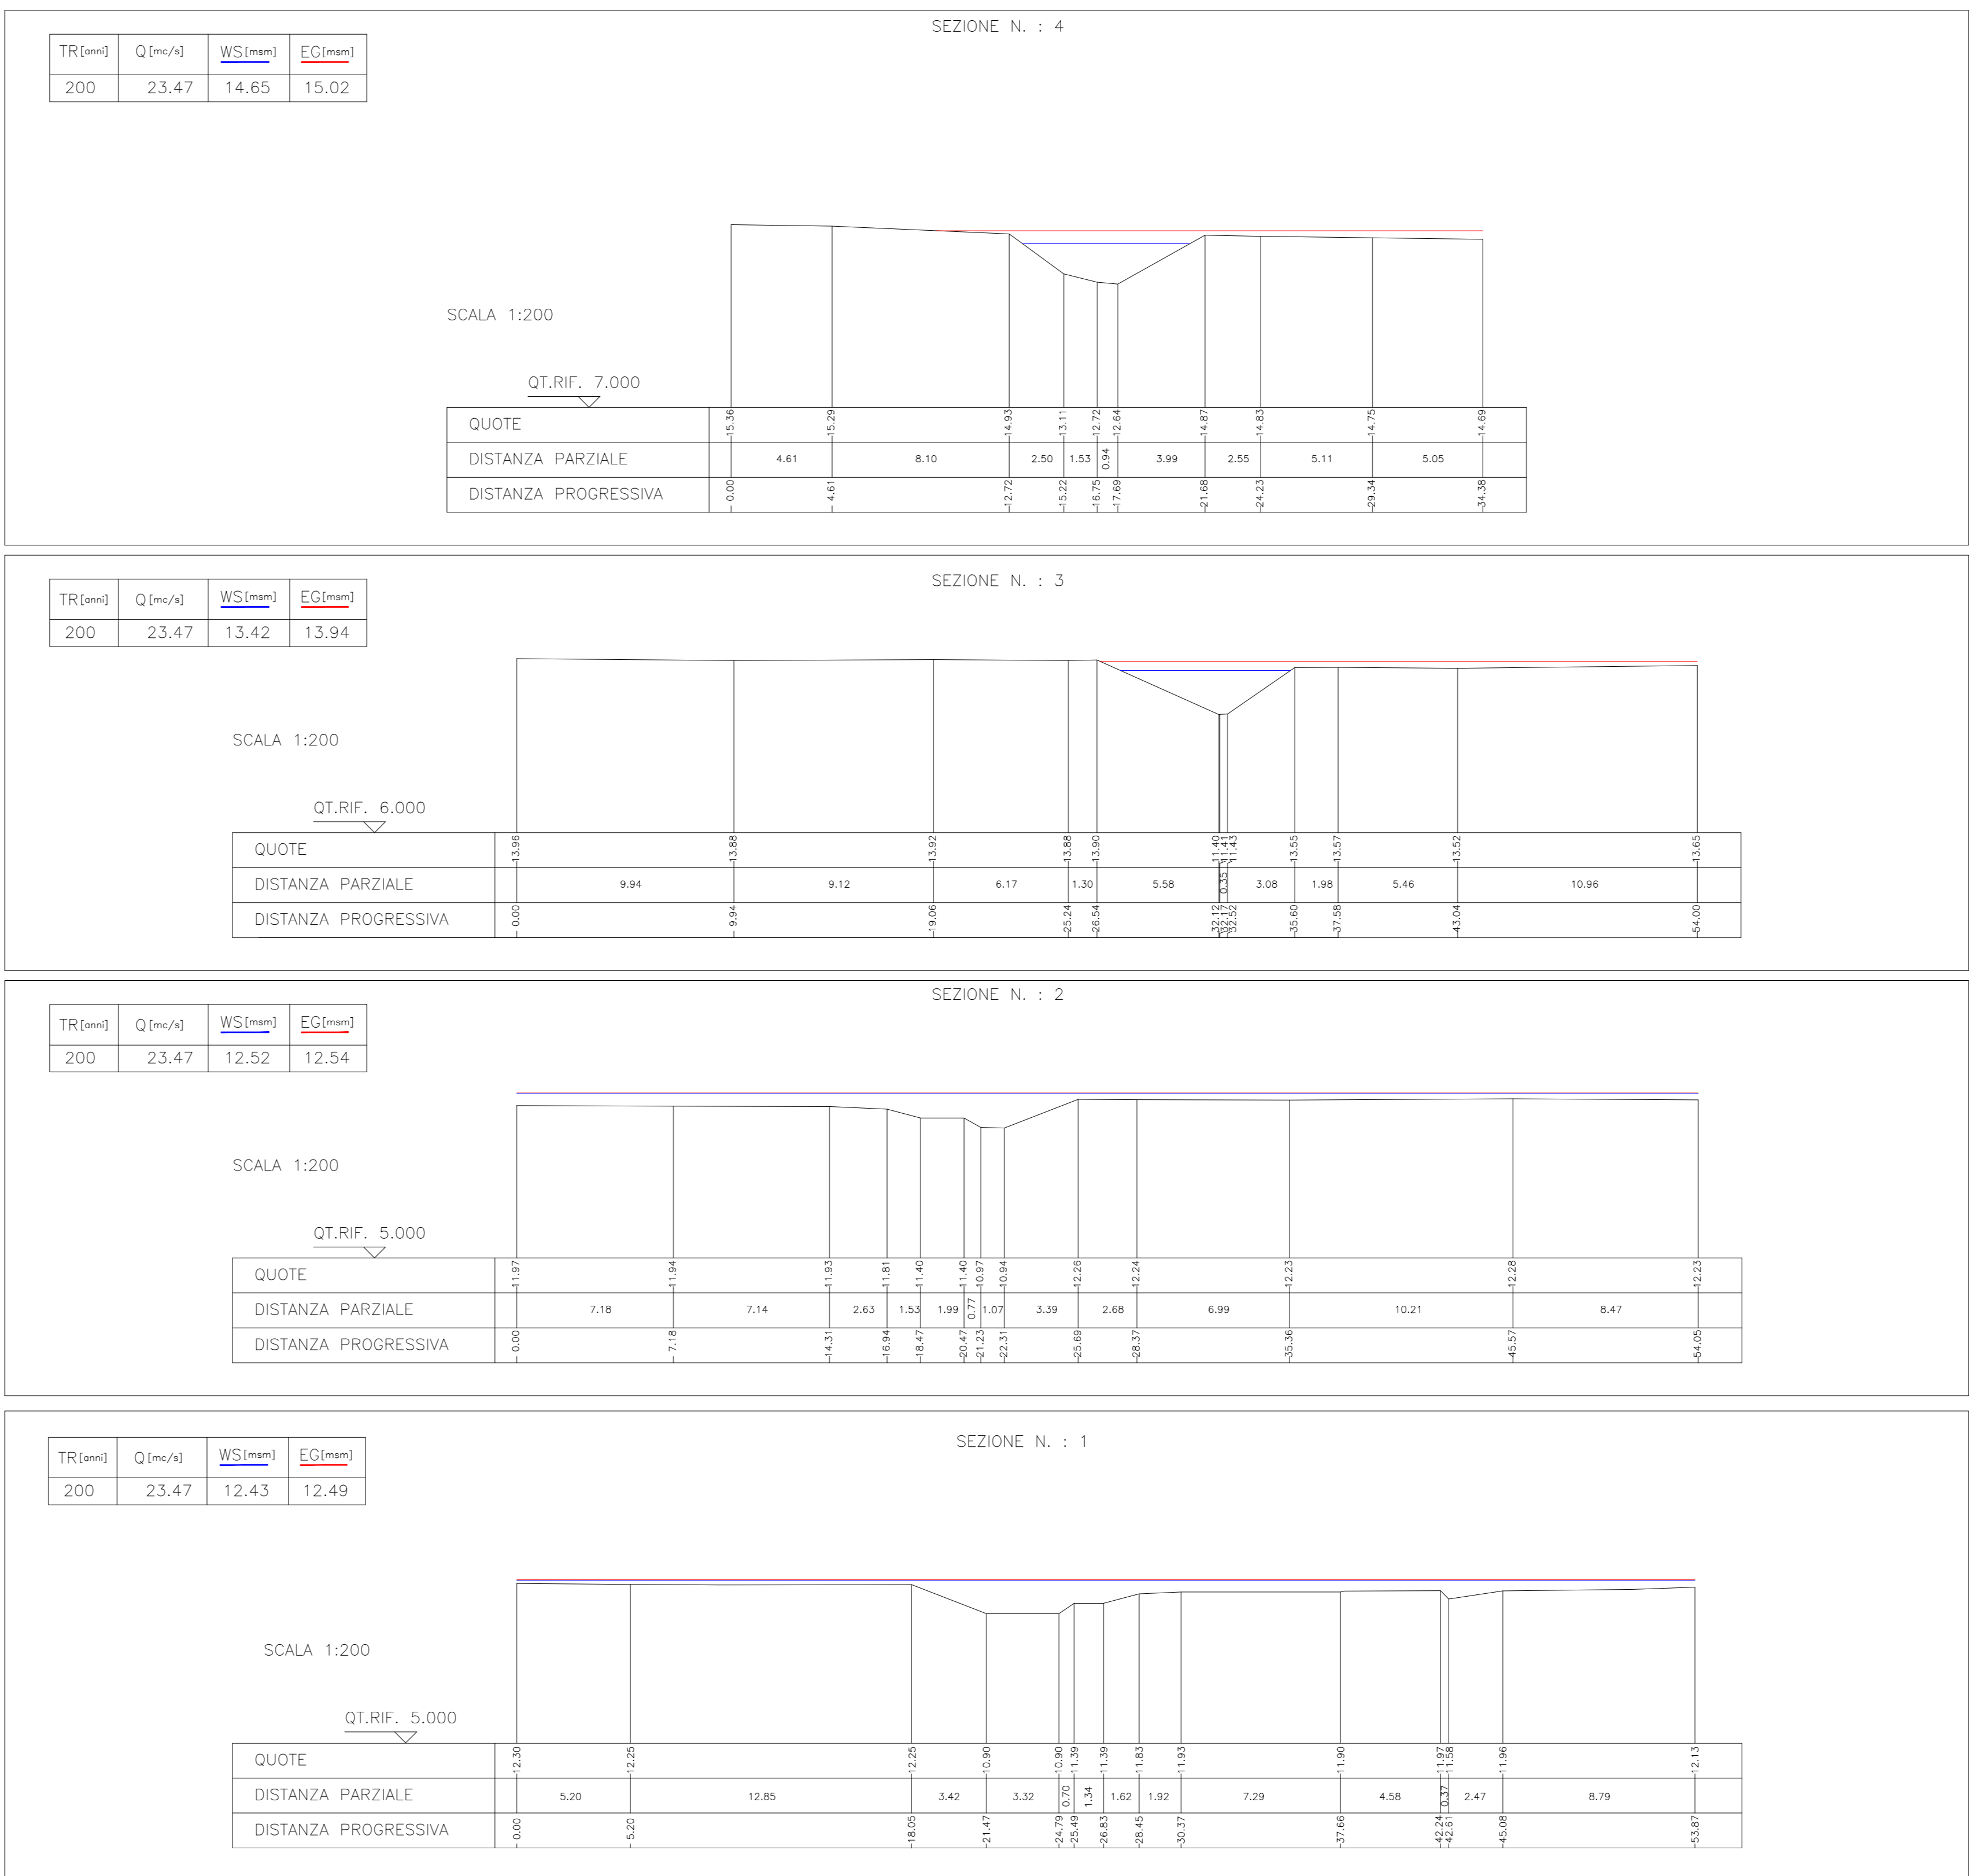 SEZIONE N. : 4
TR[anni] Q[mc/s] WS[msm] EG[msm]
200 23.47 14.65 15.02
SCALA 1:200
QT.RIF. 7.000
QUOTE 15.36 15.29 14.93 13.11 12.72 12.64 14.87 14.83 14.75 14.69
DISTANZA PARZIALE 4.61 8.10 2.50 1.53 0.94 3.99 2.55 5.11 5.05
DISTANZA PROGRESSIVA 0.00 4.61 12.72 15.22 16.75 17.69 21.68 24.23 29.34 34.38
SEZIONE N. : 3
TR[anni] Q[mc/s] WS[msm] EG[msm]
200 23.47 13.42 13.94
SCALA 1:200
QT.RIF. 6.000
QUOTE 13.96 13.88 13.92 13.88 13.90 11.40 11.41 11.43 13.55 13.57 13.52 13.65
DISTANZA PARZIALE 9.94 9.12 6.17 1.30 5.58 0.35 3.08 1.98 5.46 10.96
DISTANZA PROGRESSIVA 0.00 9.94 19.06 25.24 26.54 32.12 32.17 32.52 35.60 37.58 43.04 54.00
SEZIONE N. : 2
TR[anni] Q[mc/s] WS[msm] EG[msm]
200 23.47 12.52 12.54
SCALA 1:200
QT.RIF. 5.000
QUOTE 11.97 11.94 11.93 11.81 11.40 11.40 10.97 10.94 12.26 12.24 12.23 12.28 12.23
DISTANZA PARZIALE 7.18 7.14 2.63 1.53 1.99 0.77 1.07 3.39 2.68 6.99 10.21 8.47
DISTANZA PROGRESSIVA 0.00 7.18 14.31 16.94 18.47 20.47 21.23 22.31 25.69 28.37 35.36 45.57 54.05
SEZIONE N. : 1
TR[anni] Q[mc/s] WS[msm] EG[msm]
200 23.47 12.43 12.49
SCALA 1:200
QT.RIF. 5.000
QUOTE 12.30 12.25 12.25 10.90 10.90 11.39 11.39 11.83 11.93 11.90 11.97 11.58 11.96 12.13
DISTANZA PARZIALE 5.20 12.85 3.42 3.32 0.70 1.34 1.62 1.92 7.29 4.58 0.37 2.47 8.79
DISTANZA PROGRESSIVA 0.00 5.20 18.05 21.47 24.79 25.49 26.83 28.45 30.37 37.66 42.24 42.61 45.08 53.87